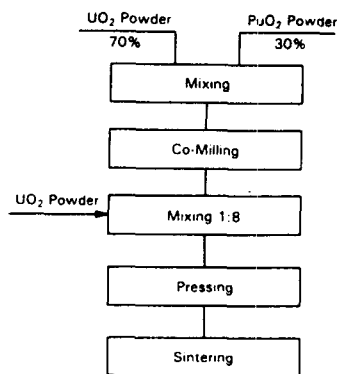 UO₂ Powder
70%
PuO₂ Powder
30%
Mixing
Co-Milling
UO₂ Powder
Mixing 1:8
Pressing
Sintering